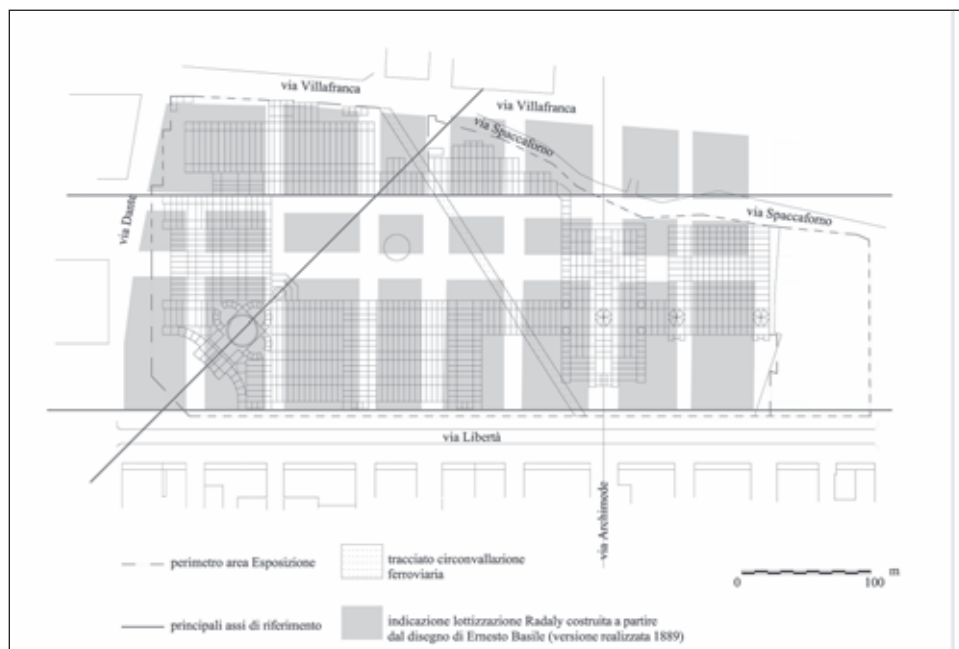 via Villafranca
via Villafranca
via Spaccaforno
via Dante
via Spaccaforno
via Libertà
via Archimede
perimetro area Esposizione
tracciato circonvallazione
ferroviaria
m
0 100
principali assi di riferimento
indicazione lottizzazione Radaly costruita a partire
dal disegno di Ernesto Basile (versione realizzata 1889)